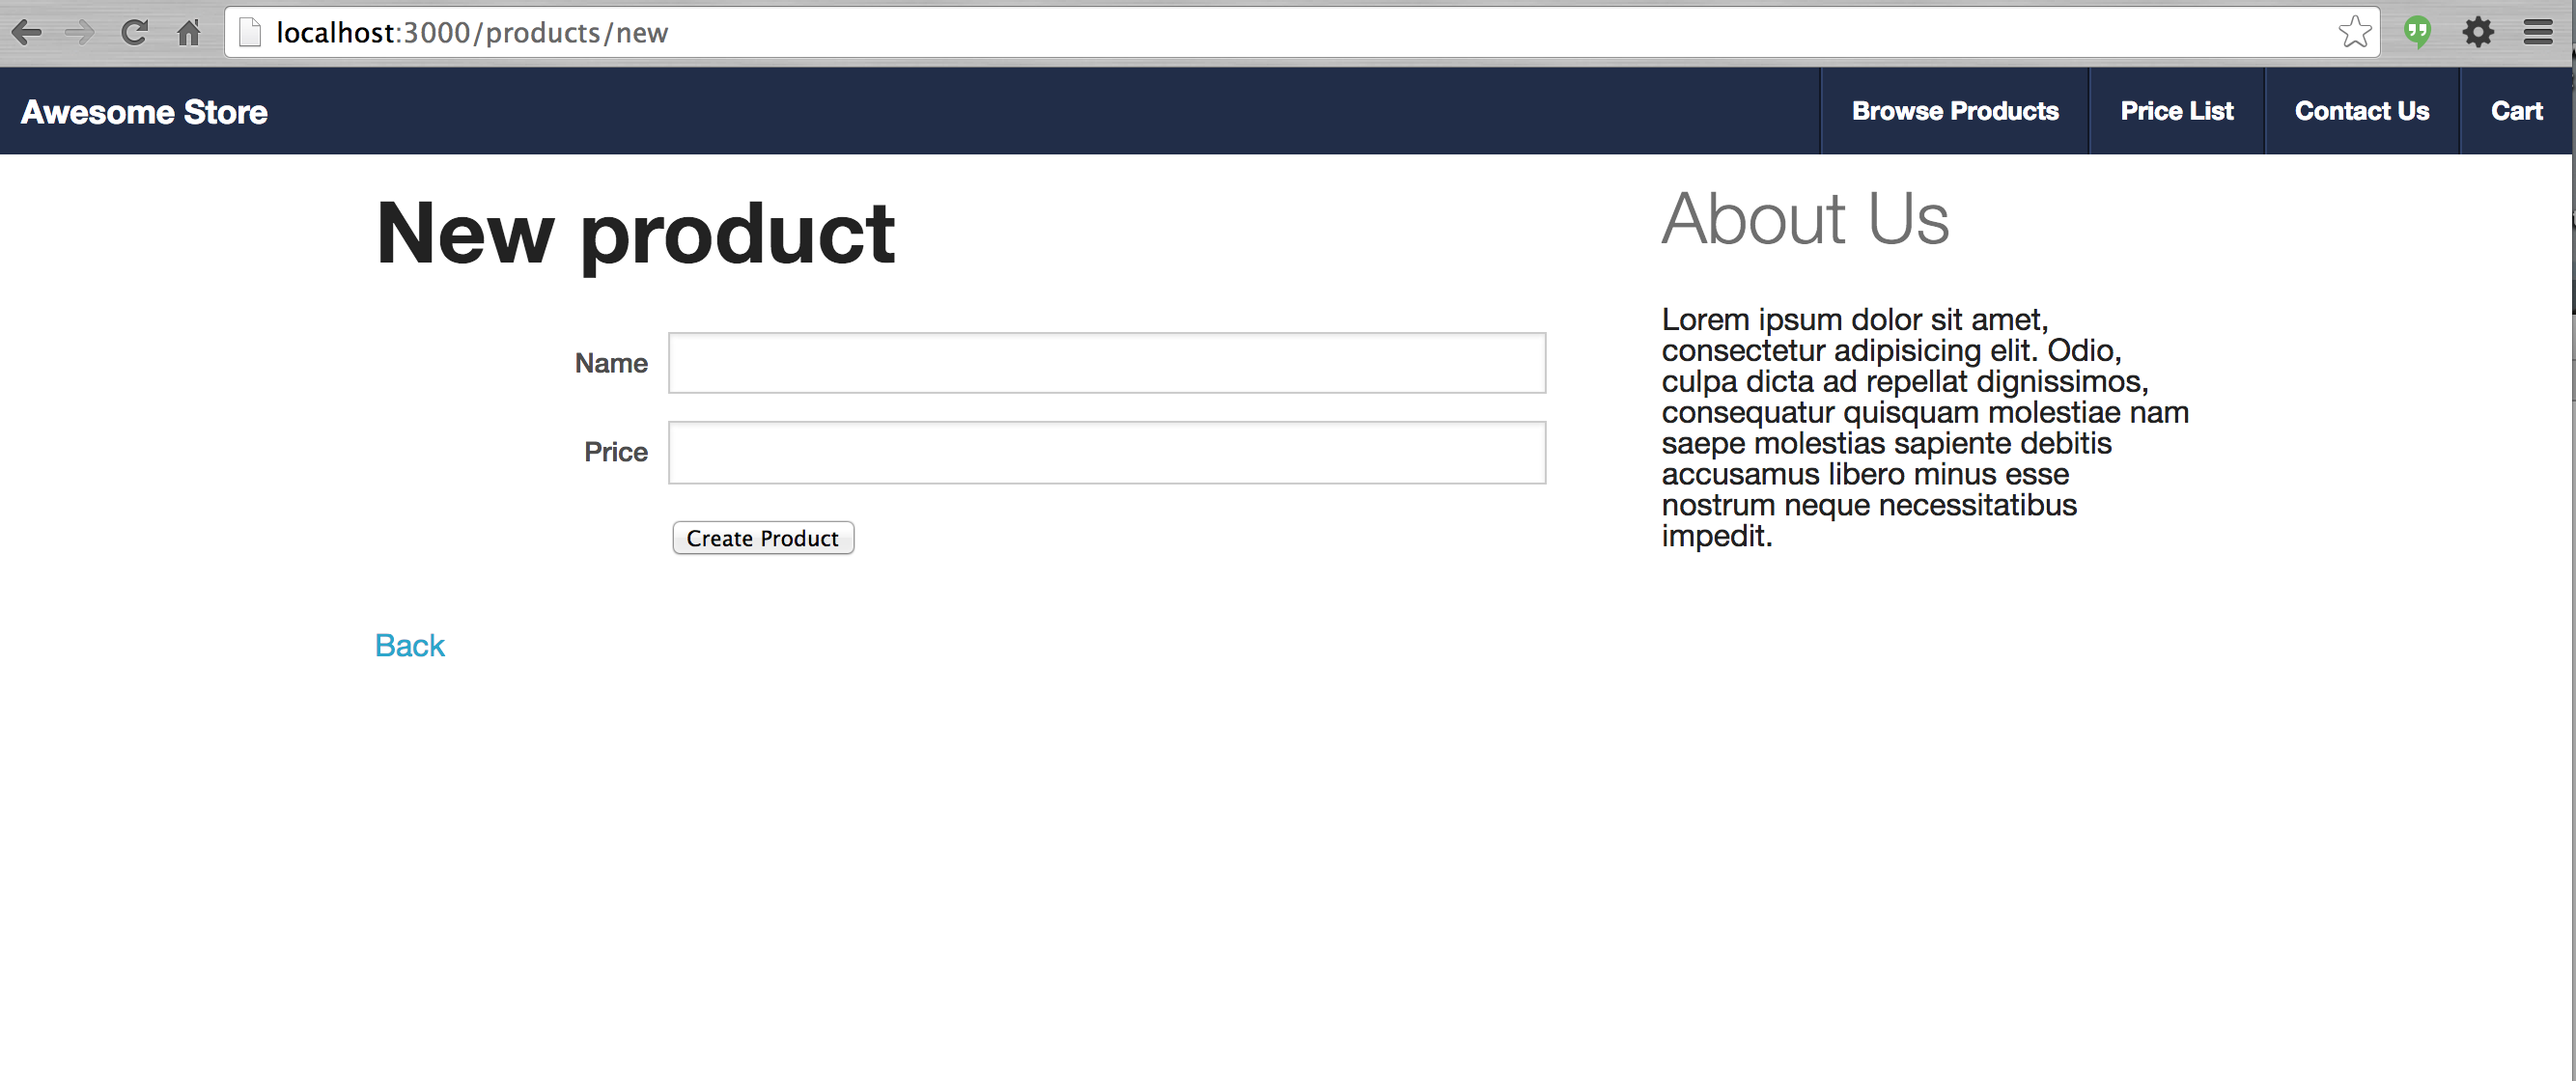 localhost:3000/products/new
Awesome Store
Browse Products
Price List
Contact Us
Cart
New product
Name
Price
Create Product
Back
About Us
Lorem ipsum dolor sit amet,
consectetur adipisicing elit. Odio,
culpa dicta ad repellat dignissimos,
consequatur quisquam molestiae nam
saepe molestias sapiente debitis
accusamus libero minus esse
nostrum neque necessitatibus
impedit.